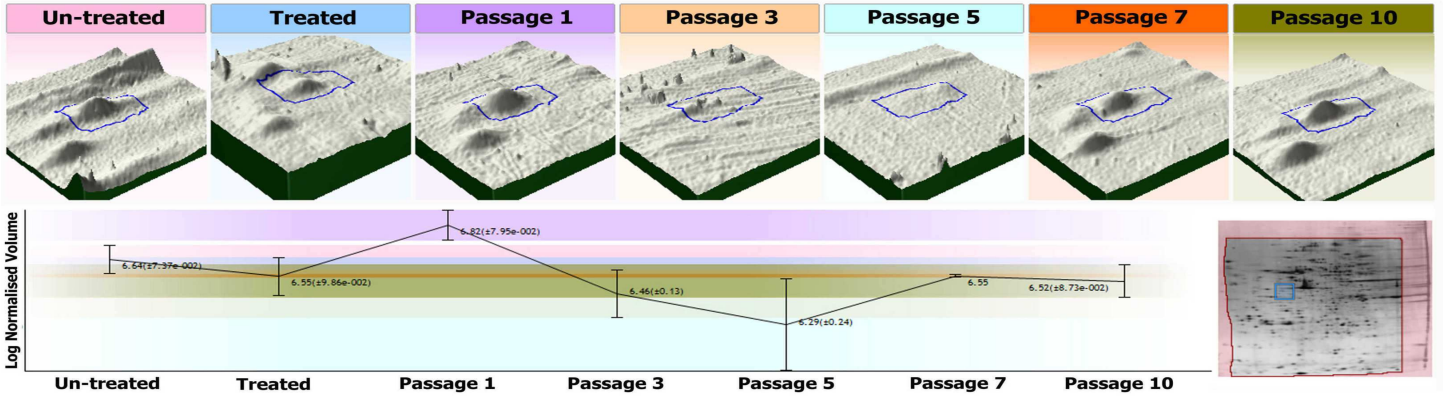 Un-treated Treated Passage 1 Passage 3 Passage 5 Passage 7 Passage 10
Log Normalised Volume
6.64(±7.37e-002)
6.55(±9.86e-002)
6.82(±7.95e-002)
6.46(±0.13)
6.29(±0.24)
6.55
6.52(±8.73e-002)
Un-treated Treated Passage 1 Passage 3 Passage 5 Passage 7 Passage 10